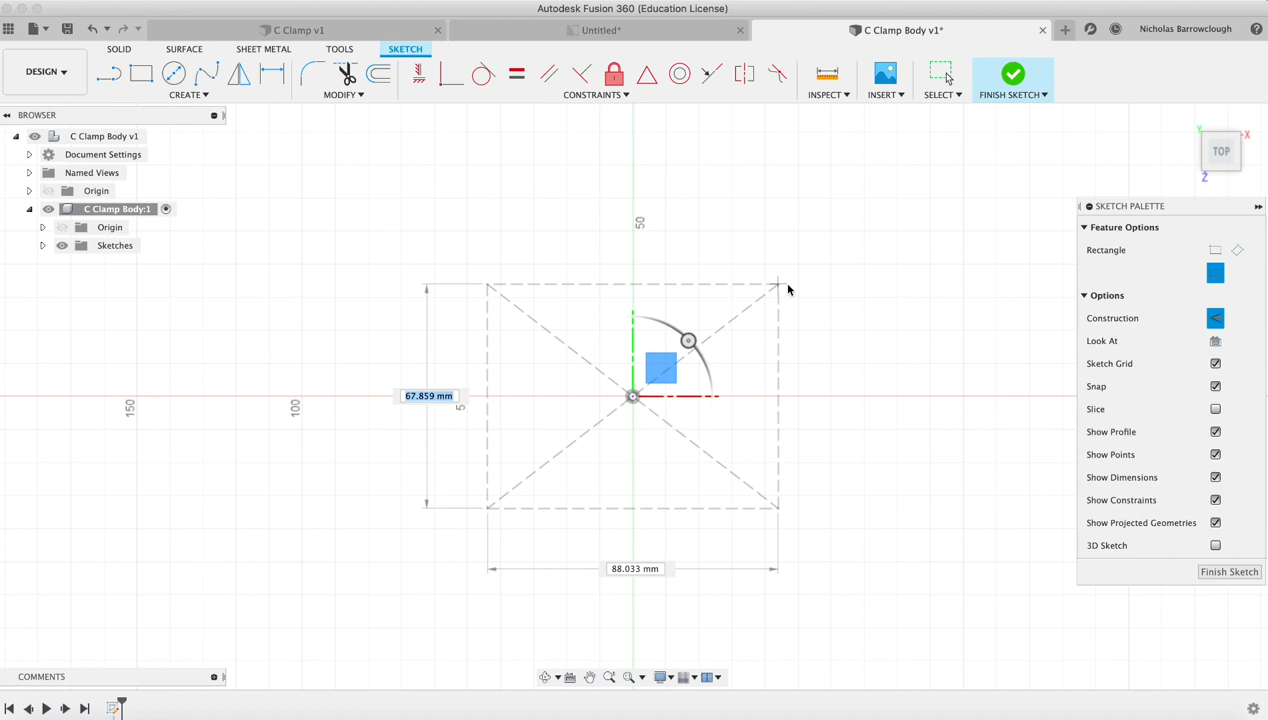 Autodesk Fusion 360 (Education License)
C Clamp v1
Untitled*
C Clamp Body v1*
Nicholas Barrowclough
DESIGN
SOLID
SURFACE
SHEET METAL
TOOLS
SKETCH
CREATE
MODIFY
CONSTRAINTS
INSPECT
INSERT
SELECT
FINISH SKETCH
BROWSER
C Clamp Body v1
Document Settings
Named Views
Origin
C Clamp Body:1
Origin
Sketches
Y
X
TOP
Z
50
150
100
5
67.859 mm
88.033 mm
SKETCH PALETTE
Feature Options
Rectangle
Options
Construction
Look At
Sketch Grid
Snap
Slice
Show Profile
Show Points
Show Dimensions
Show Constraints
Show Projected Geometries
3D Sketch
Finish Sketch
COMMENTS